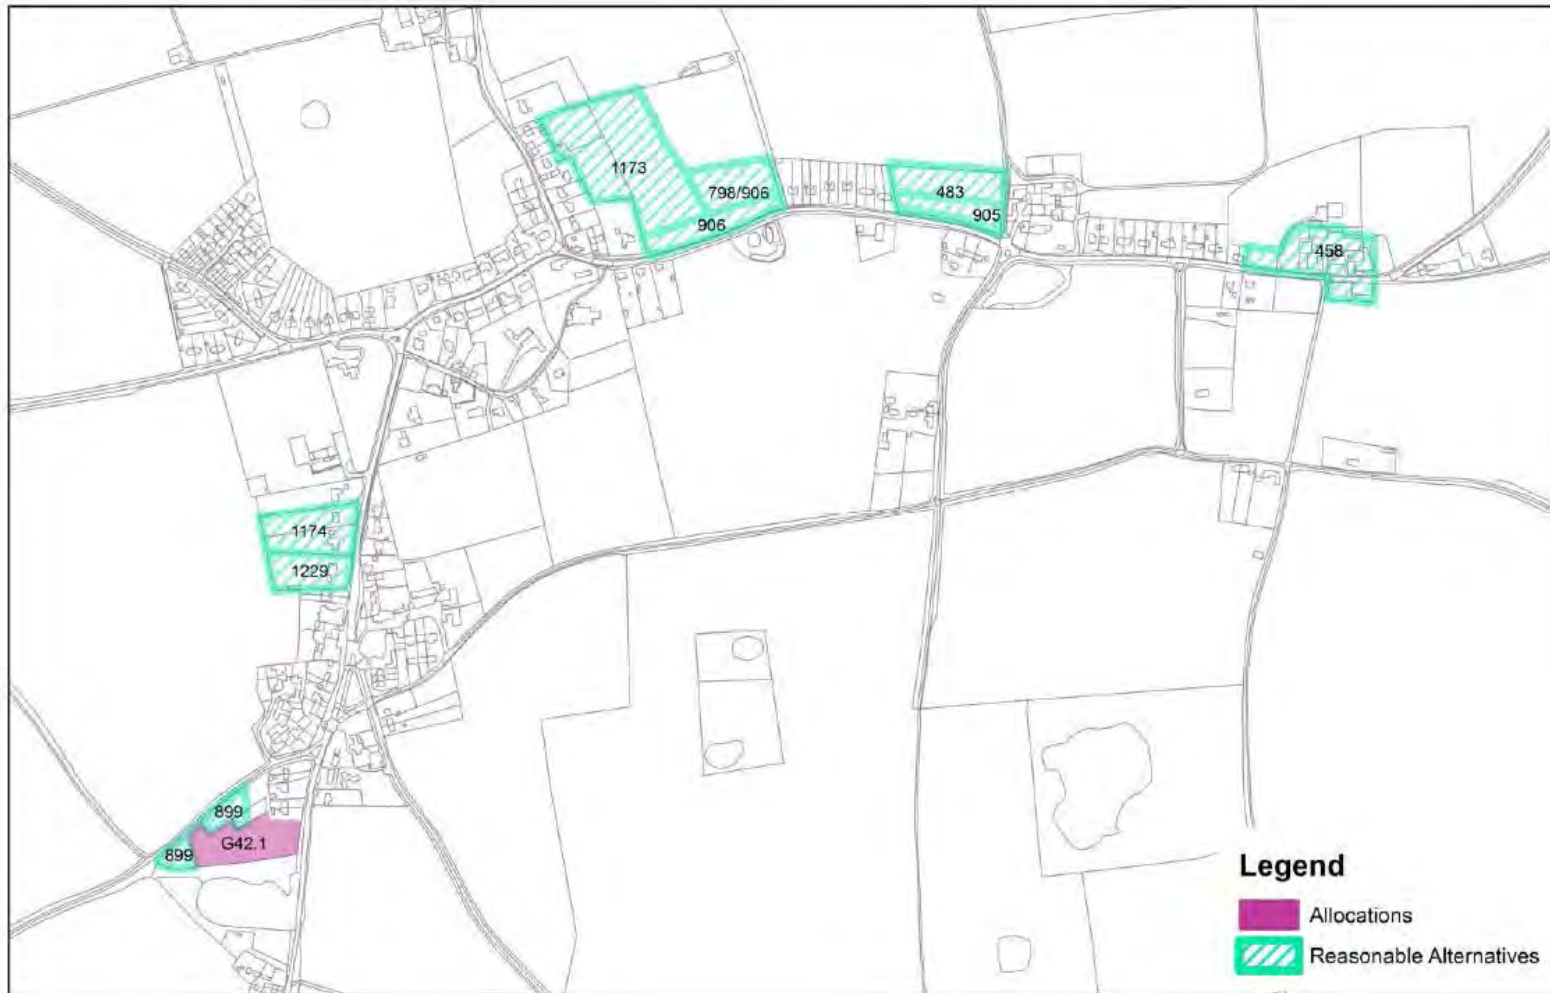 1173
798/906
906
483
905
458
1174
1229
899
G42.1
899
Legend
Allocations
Reasonable Alternatives